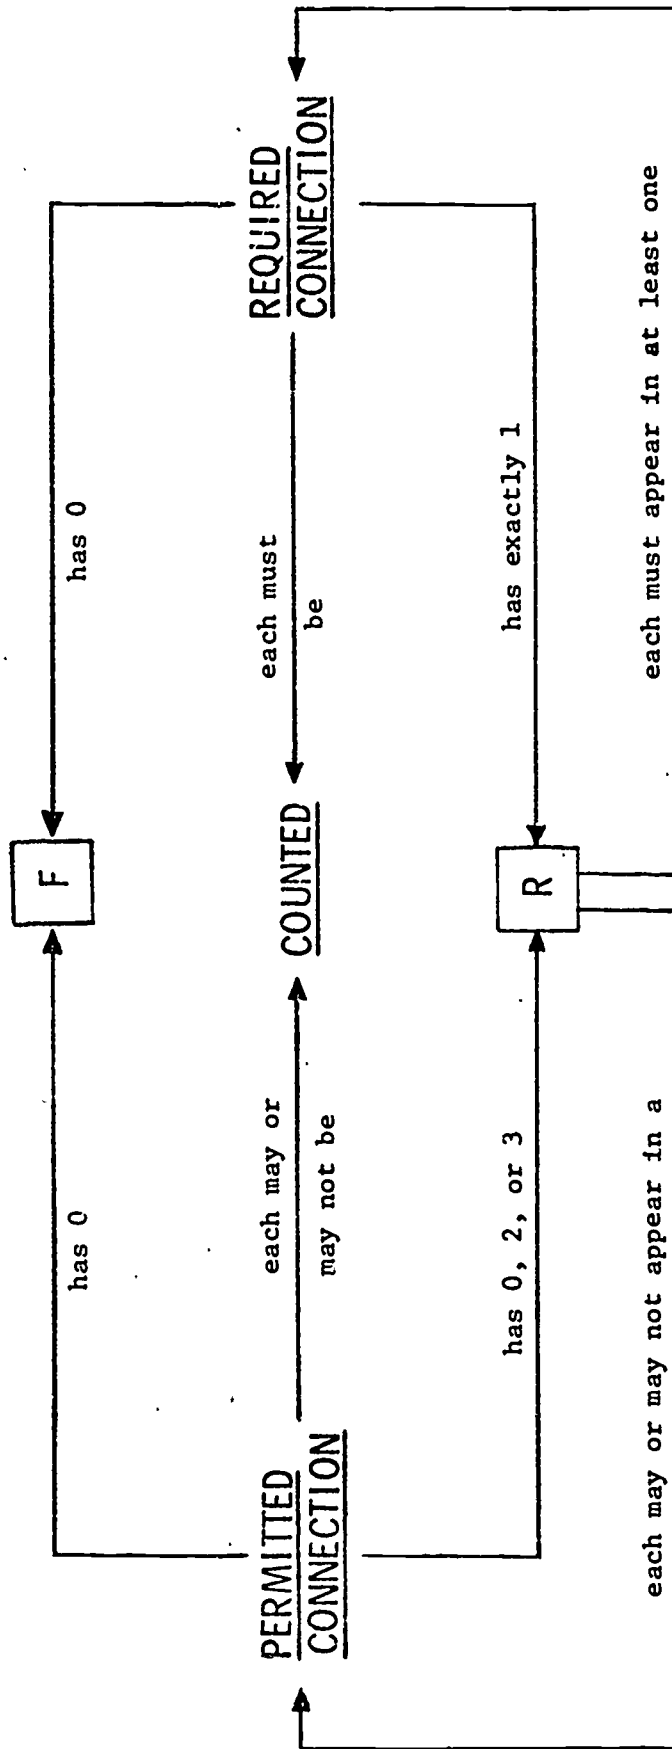 F
has 0
has 0
PERMITTED
CONNECTION
each may or
may not be
COUNTED
each must
be
REQUIRED
CONNECTION
has 0, 2, or 3
R
has exactly 1
each may or may not appear in a
each must appear in at least one